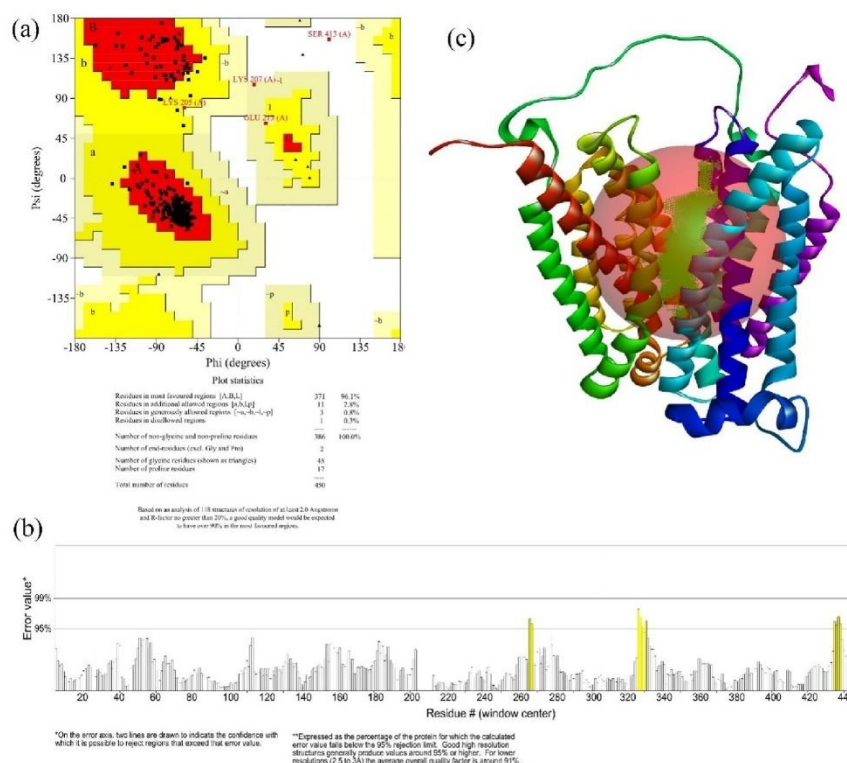 (a)
180
135
90
45
0
-45
-90
-135
Psi (degrees)
B
b
a
A
l
~b
~a
~l
~p
p
SER 413 (A)
LYS 207 (A)
LYS 205 (A)
-180 -135 -90 -45 0 45 90 135 18
Phi (degrees)
Plot statistics
Residues in most favoured regions [A,B,L] 371 96.1%
Residues in additional allowed regions [a,b,l,p] 11 2.8%
Residues in generously allowed regions [~a,~b,~l,~p] 3 0.8%
Residues in disallowed regions 1 0.3%
Number of non-glycine and non-proline residues 386 100.0%
Number of end-residues (excl. Gly and Pro) 2
Number of glycine residues (shown as triangles) 45
Number of proline residues 17
Total number of residues 450
Based on an analysis of 118 structures of resolution of at least 2.0 Angstroms
and R-factor no greater than 20%, a good quality model would be expected
to have over 90% in the most favoured regions.
(c)
(b)
Error value*
99%
95%
20 40 60 80 100 120 140 160 180 200 220 240 260 280 300 320 340 360 380 400 420 440
Residue # (window center)
*On the error axis, two lines are drawn to indicate the confidence with
which it is possible to reject regions that exceed that error value.
**Expressed as the percentage of the protein for which the calculated
error value falls below the 95% rejection limit. Good high resolution
structures generally produce values around 95% or higher. For lower
resolutions (2.5 to 3A) the average overall quality factor is around 91%.